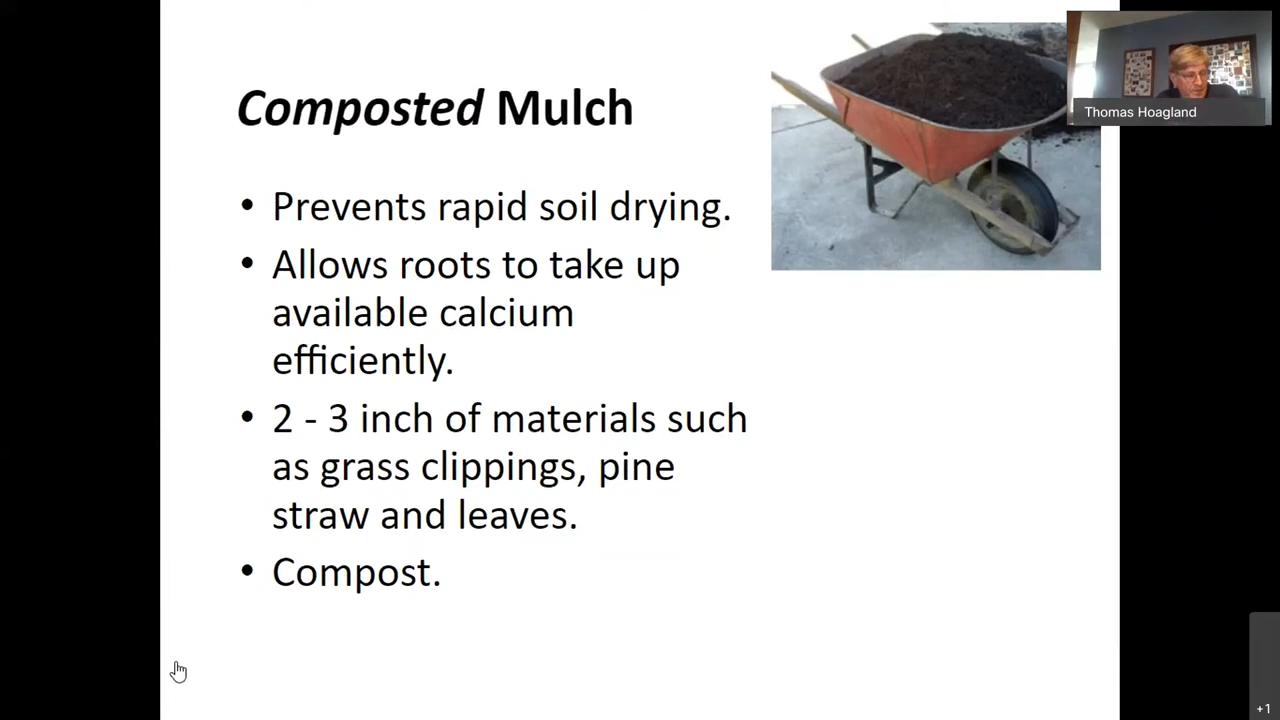 Composted Mulch
Thomas Hoagland
• Prevents rapid soil drying.
• Allows roots to take up
available calcium
efficiently.
• 2 - 3 inch of materials such
as grass clippings, pine
straw and leaves.
• Compost.
+1